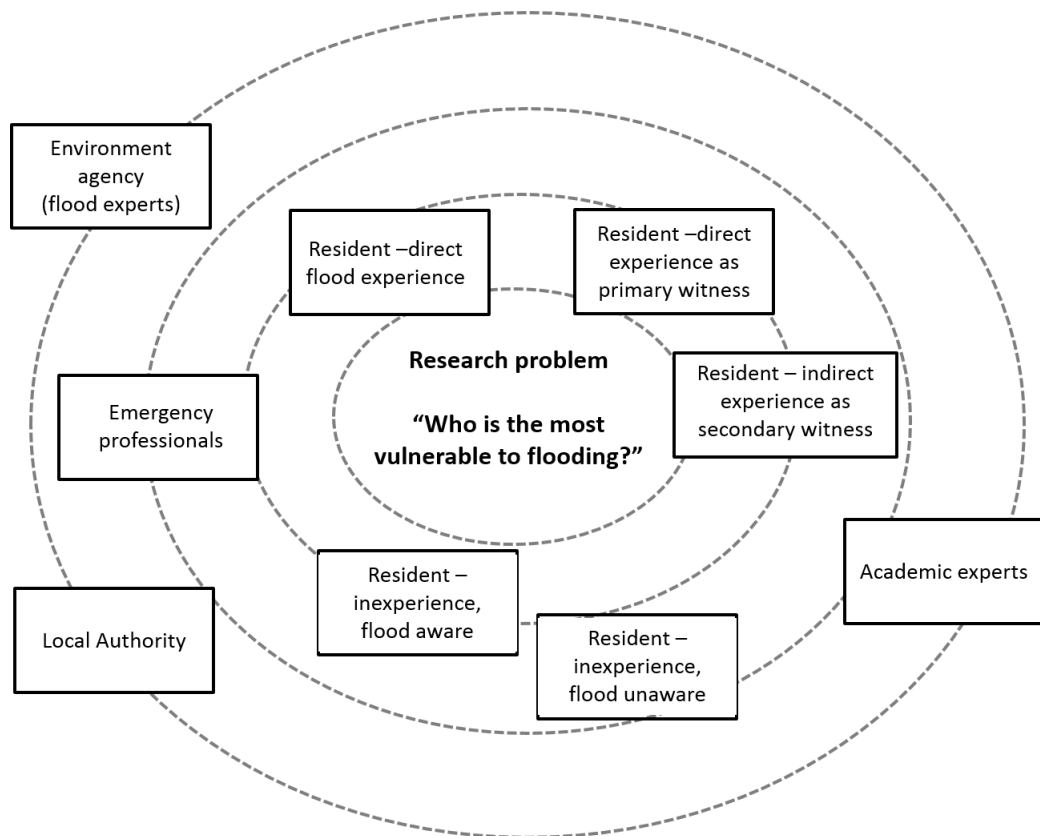 Environment
agency
(flood experts)
Resident –direct
flood experience
Resident –direct
experience as
primary witness
Research problem
“Who is the most
vulnerable to flooding?”
Resident – indirect
experience as
secondary witness
Emergency
professionals
Academic experts
Resident –
inexperience,
flood aware
Local Authority
Resident –
inexperience,
flood unaware